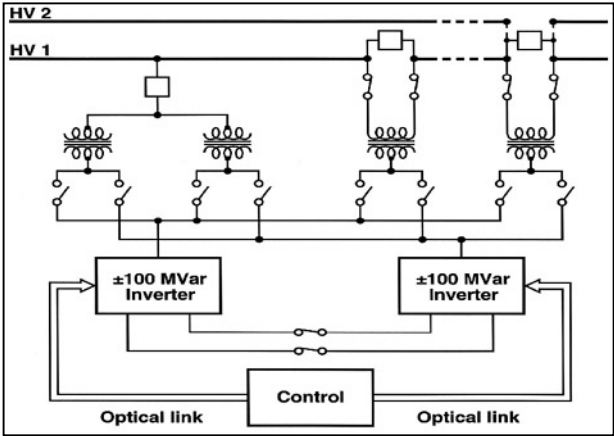 HV 2
HV 1
±100 MVar
Inverter
±100 MVar
Inverter
Control
Optical link
Optical link